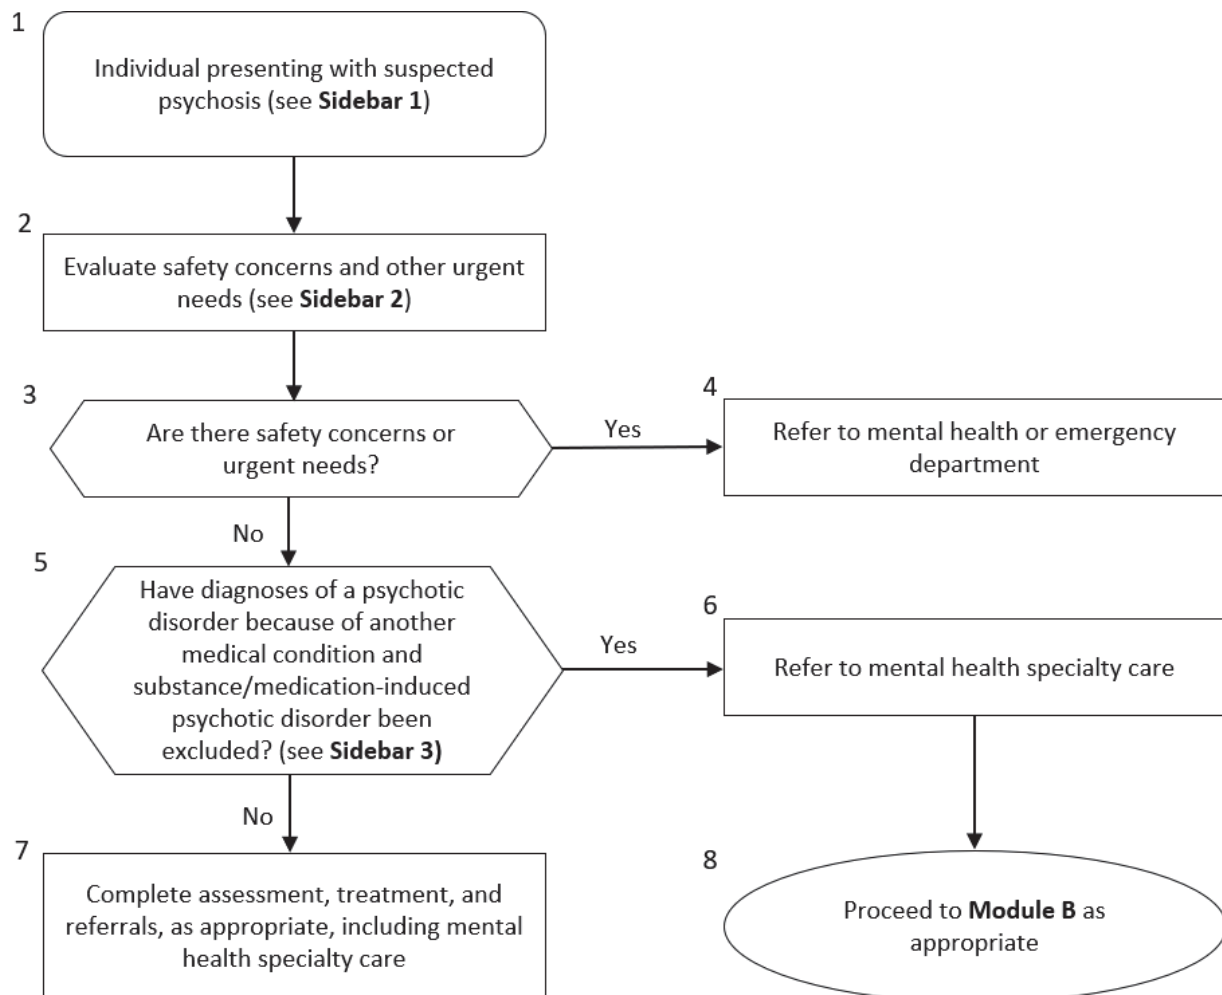 1
Individual presenting with suspected
psychosis (see Sidebar 1)
2
Evaluate safety concerns and other urgent
needs (see Sidebar 2)
3
Are there safety concerns or
urgent needs?
Yes
4
Refer to mental health or emergency
department
No
5
Have diagnoses of a psychotic
disorder because of another
medical condition and
substance/medication-induced
psychotic disorder been
excluded? (see Sidebar 3)
Yes
6
Refer to mental health specialty care
No
7
Complete assessment, treatment, and
referrals, as appropriate, including mental
health specialty care
8
Proceed to Module B as
appropriate